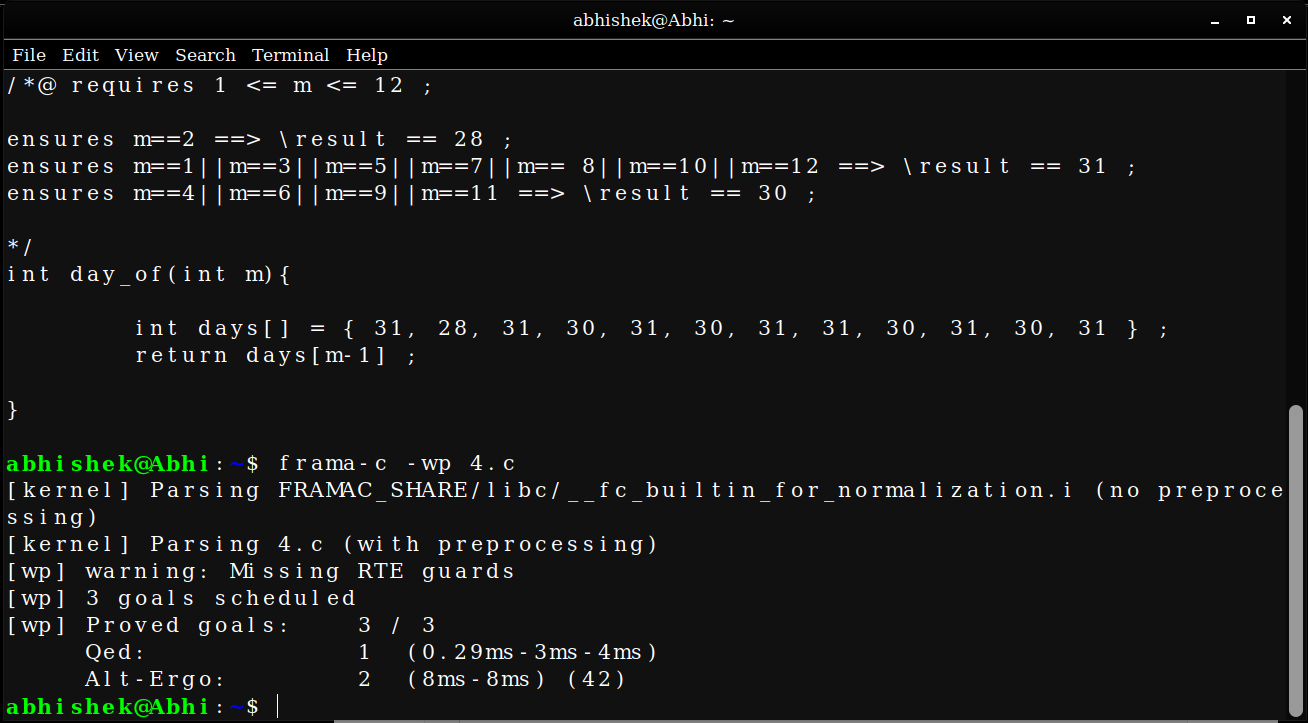 abhishek@Abhi: ~
File Edit View Search Terminal Help
/*@ requires 1 <= m <= 12 ;
ensures m==2 ==> \result == 28 ;
ensures m==1||m==3||m==5||m==7||m== 8||m==10||m==12 ==> \result == 31 ;
ensures m==4||m==6||m==9||m==11 ==> \result == 30 ;
*/
int day_of(int m){
int days[] = { 31, 28, 31, 30, 31, 30, 31, 31, 30, 31, 30, 31 } ;
return days[m-1] ;
}
abhishek@Abhi:~$ frama-c -wp 4.c
[kernel] Parsing FRAMAC_SHARE/libc/__fc_builtin_for_normalization.i (no preproce
ssing)
[kernel] Parsing 4.c (with preprocessing)
[wp] warning: Missing RTE guards
[wp] 3 goals scheduled
[wp] Proved goals: 3 / 3
Qed: 1 (0.29ms-3ms-4ms)
Alt-Ergo: 2 (8ms-8ms) (42)
abhishek@Abhi:~$